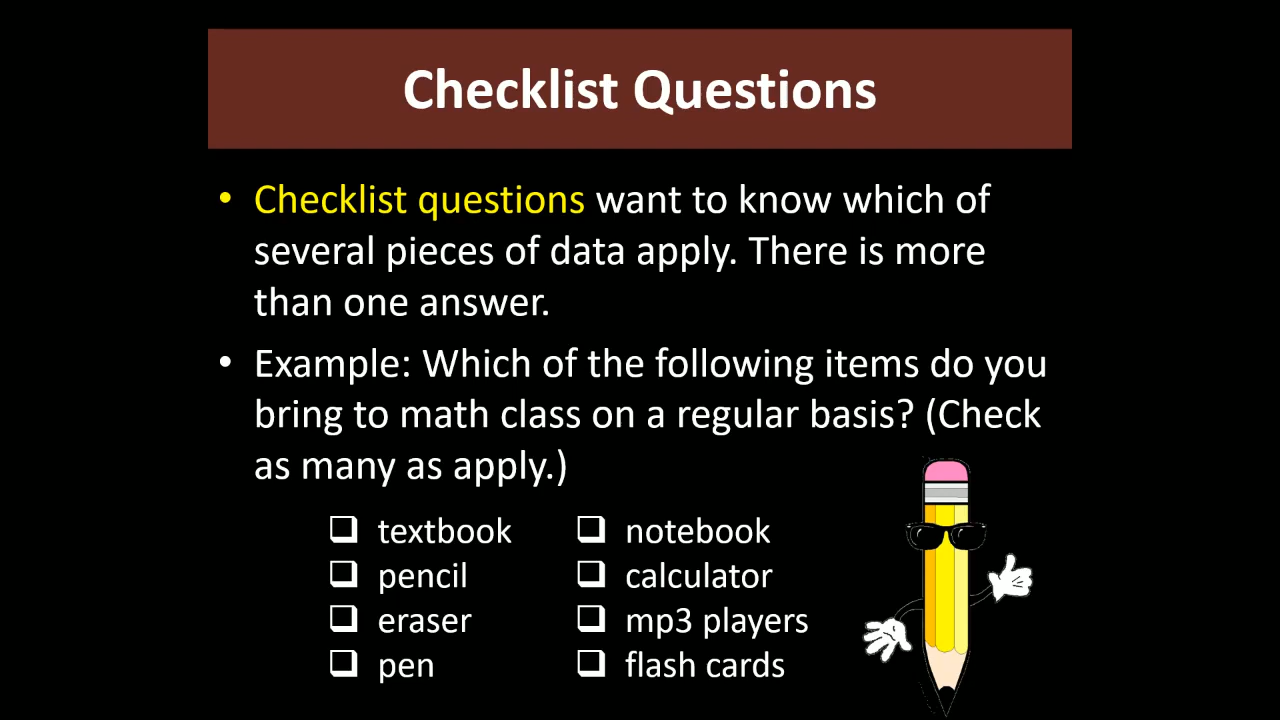 Checklist Questions
• Checklist questions want to know which of
several pieces of data apply. There is more
than one answer.
• Example: Which of the following items do you
bring to math class on a regular basis? (Check
as many as apply.)
❑ textbook ❑ notebook
❑ pencil ❑ calculator
❑ eraser ❑ mp3 players
❑ pen ❑ flash cards